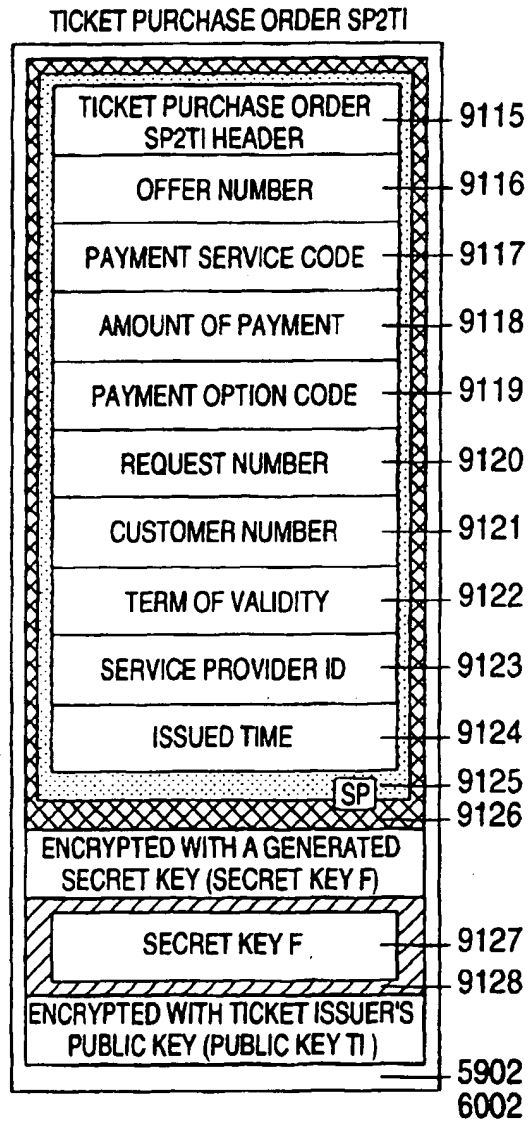 TICKET PURCHASE ORDER SP2TI
TICKET PURCHASE ORDER
SP2TI HEADER
9115
OFFER NUMBER
9116
PAYMENT SERVICE CODE
9117
AMOUNT OF PAYMENT
9118
PAYMENT OPTION CODE
9119
REQUEST NUMBER
9120
CUSTOMER NUMBER
9121
TERM OF VALIDITY
9122
SERVICE PROVIDER ID
9123
ISSUED TIME
9124
SP
9125
9126
ENCRYPTED WITH A GENERATED
SECRET KEY (SECRET KEY F)
SECRET KEY F
9127
9128
ENCRYPTED WITH TICKET ISSUER'S
PUBLIC KEY (PUBLIC KEY TI )
5902
6002